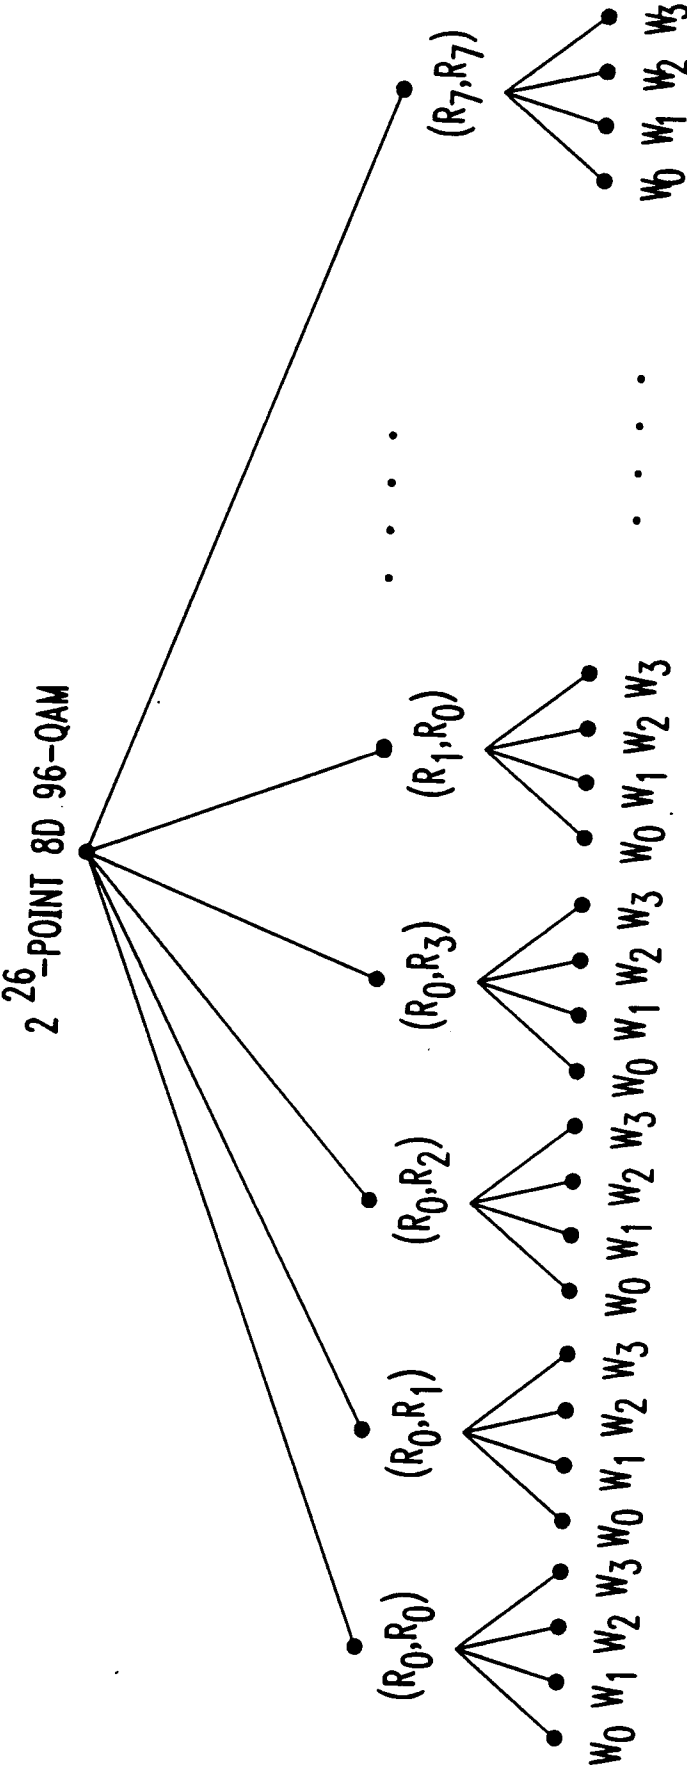 2^26-POINT 8D 96-QAM
(R0,R0) (R0,R1) (R0,R2) (R0,R3) (R1,R0) . . . . (R7,R7)
W0 W1 W2 W3 W0 W1 W2 W3 W0 W1 W2 W3 W0 W1 W2 W3 W0 W1 W2 W3 . . . . W0 W1 W2 W3